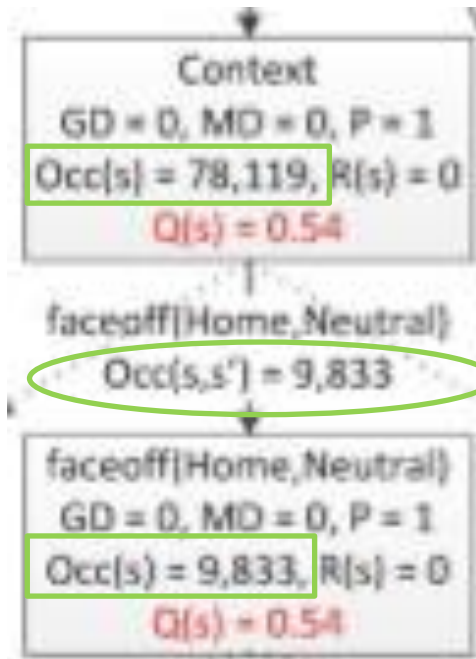 Context
GD = 0, MD = 0, P = 1
Occ(s) = 78,119, R(s) = 0
Q(s) = 0.54
faceoff(Home,Neutral)
Occ(s,s') = 9,833
faceoff(Home,Neutral)
GD = 0, MD = 0, P = 1
Occ(s) = 9,833, R(s) = 0
Q(s) = 0.54